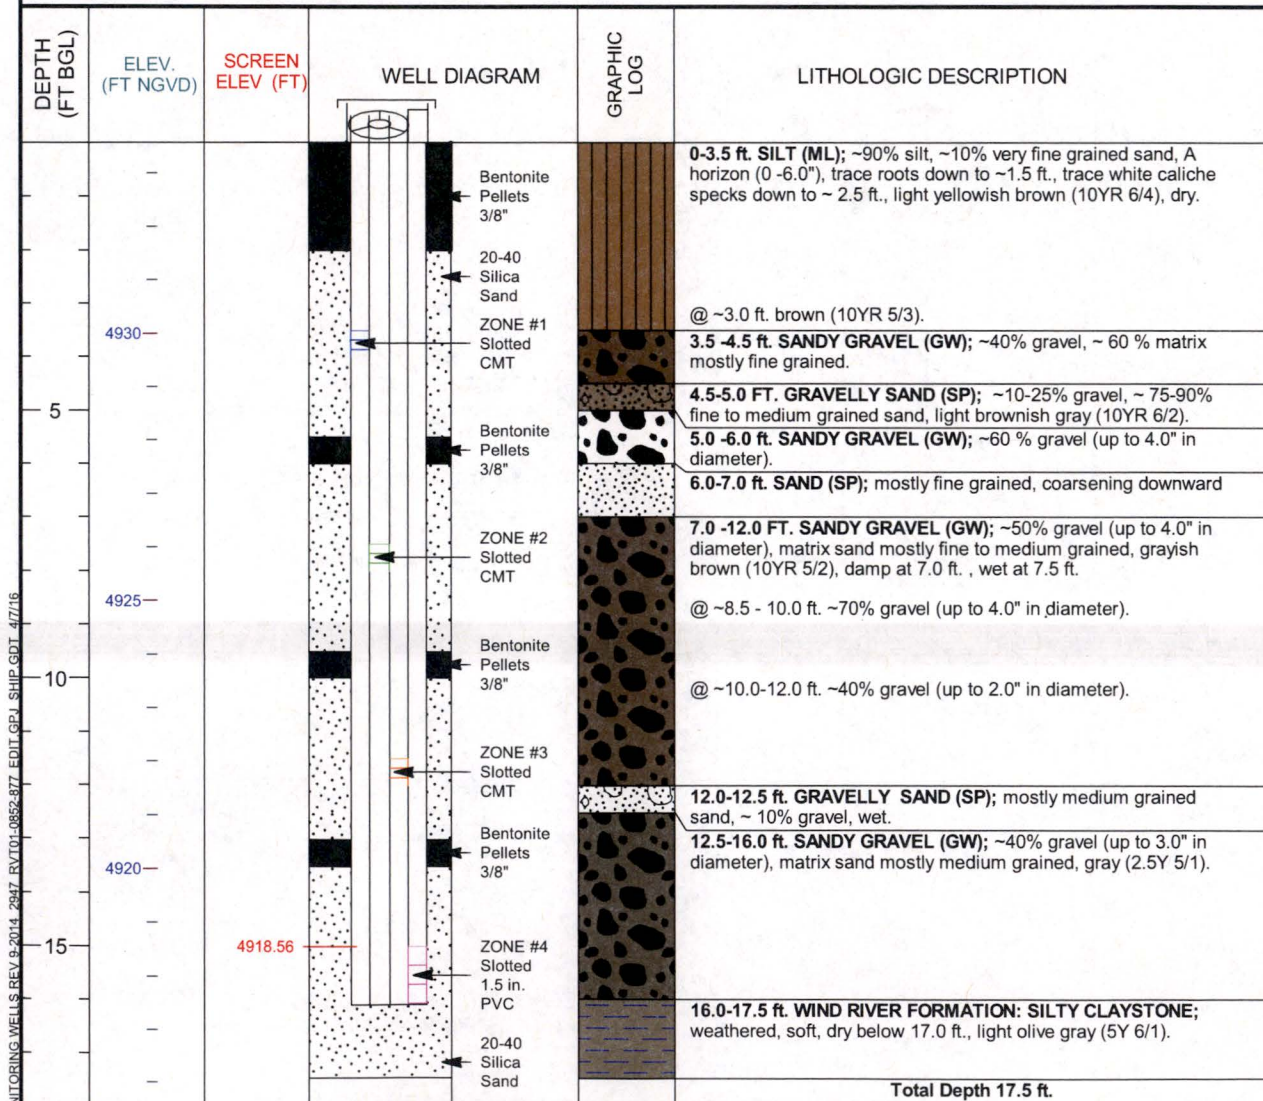 DEPTH
(FT BGL)
ELEV.
(FT NGVD)
SCREEN
ELEV (FT)
WELL DIAGRAM
GRAPHIC
LOG
LITHOLOGIC DESCRIPTION
Bentonite
Pellets
3/8"
20-40
Silica
Sand
ZONE #1
Slotted
CMT
Bentonite
Pellets
3/8"
ZONE #2
Slotted
CMT
Bentonite
Pellets
3/8"
ZONE #3
Slotted
CMT
Bentonite
Pellets
3/8"
ZONE #4
Slotted
1.5 in.
PVC
20-40
Silica
Sand
5
10
15
4930
4925
4920
4918.56
0-3.5 ft. SILT (ML); ~90% silt, ~10% very fine grained sand, A
horizon (0 -6.0"), trace roots down to ~1.5 ft., trace white caliche
specks down to ~ 2.5 ft., light yellowish brown (10YR 6/4), dry.
@ ~3.0 ft. brown (10YR 5/3).
3.5 -4.5 ft. SANDY GRAVEL (GW); ~40% gravel, ~ 60 % matrix
mostly fine grained.
4.5-5.0 FT. GRAVELLY SAND (SP); ~10-25% gravel, ~ 75-90%
fine to medium grained sand, light brownish gray (10YR 6/2).
5.0 -6.0 ft. SANDY GRAVEL (GW); ~60 % gravel (up to 4.0" in
diameter).
6.0-7.0 ft. SAND (SP); mostly fine grained, coarsening downward
7.0 -12.0 FT. SANDY GRAVEL (GW); ~50% gravel (up to 4.0" in
diameter), matrix sand mostly fine to medium grained, grayish
brown (10YR 5/2), damp at 7.0 ft. , wet at 7.5 ft.
@ ~8.5 - 10.0 ft. ~70% gravel (up to 4.0" in diameter).
@ ~10.0-12.0 ft. ~40% gravel (up to 2.0" in diameter).
12.0-12.5 ft. GRAVELLY SAND (SP); mostly medium grained
sand, ~ 10% gravel, wet.
12.5-16.0 ft. SANDY GRAVEL (GW); ~40% gravel (up to 3.0" in
diameter), matrix sand mostly medium grained, gray (2.5Y 5/1).
16.0-17.5 ft. WIND RIVER FORMATION: SILTY CLAYSTONE;
weathered, soft, dry below 17.0 ft., light olive gray (5Y 6/1).
Total Depth 17.5 ft.
NITORING WELLS REV 9-2014 2947 RVT01-0852-877 EDIT.GPJ SHIP.GDT 4/7/16